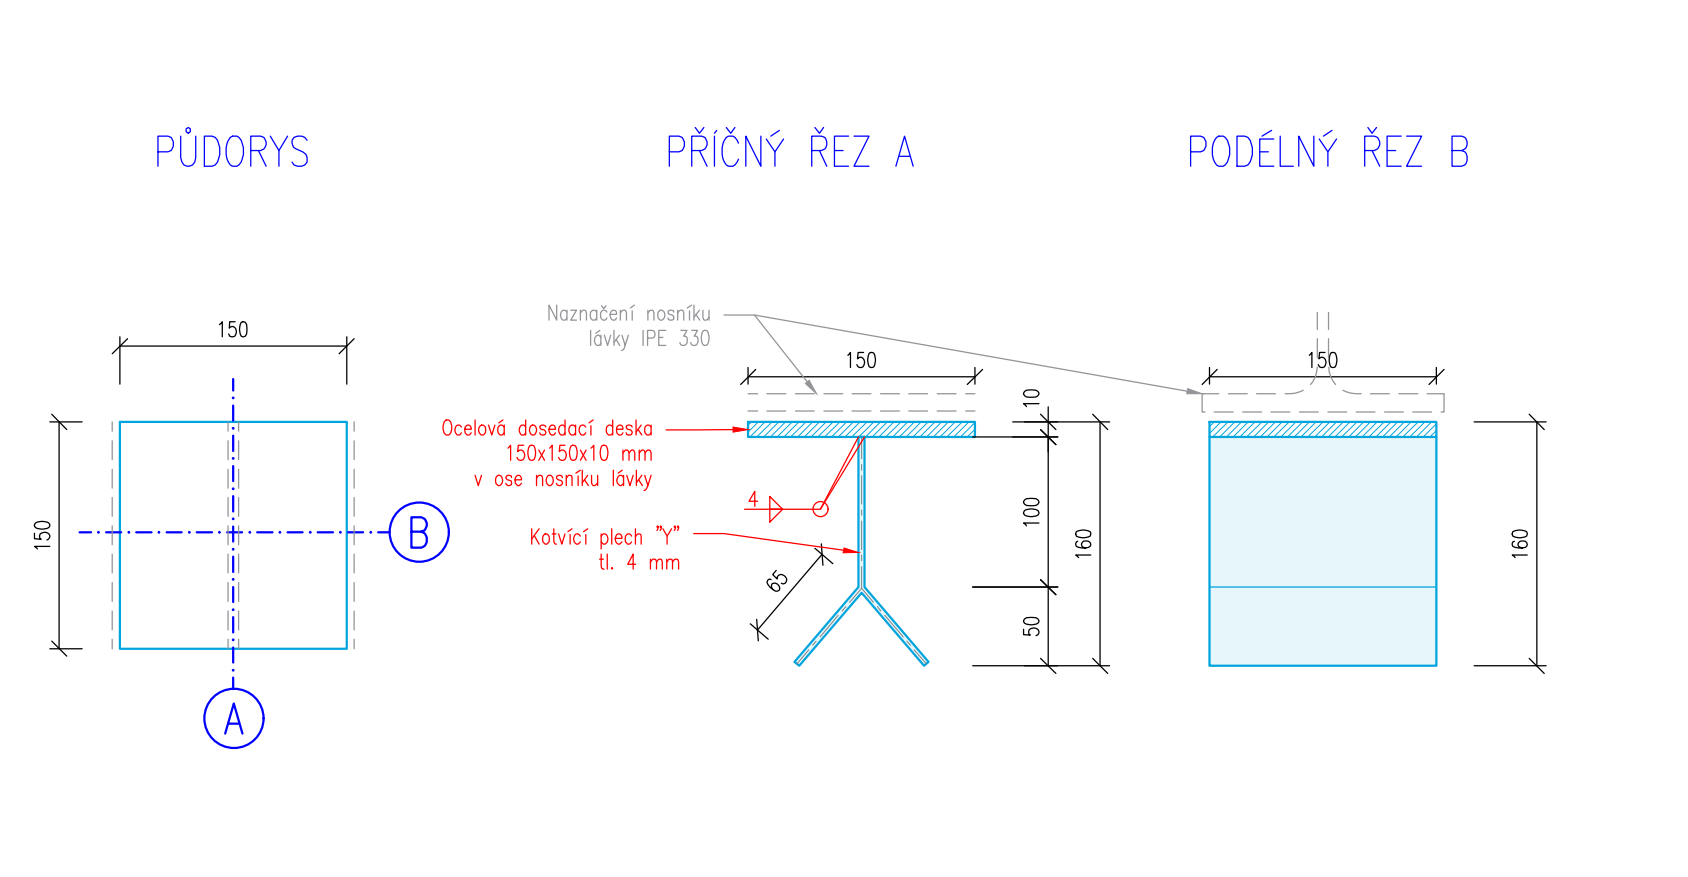 PŮDORYS
PŘÍČNÝ ŘEZ A
PODÉLNÝ ŘEZ B
150
150
A
B
Naznačení nosníku
lávky IPE 330
150
10
Ocelová dosedací deska
150x150x10 mm
v ose nosníku lávky
4
Kotvící plech "Y"
tl. 4 mm
65
100
50
160
150
160